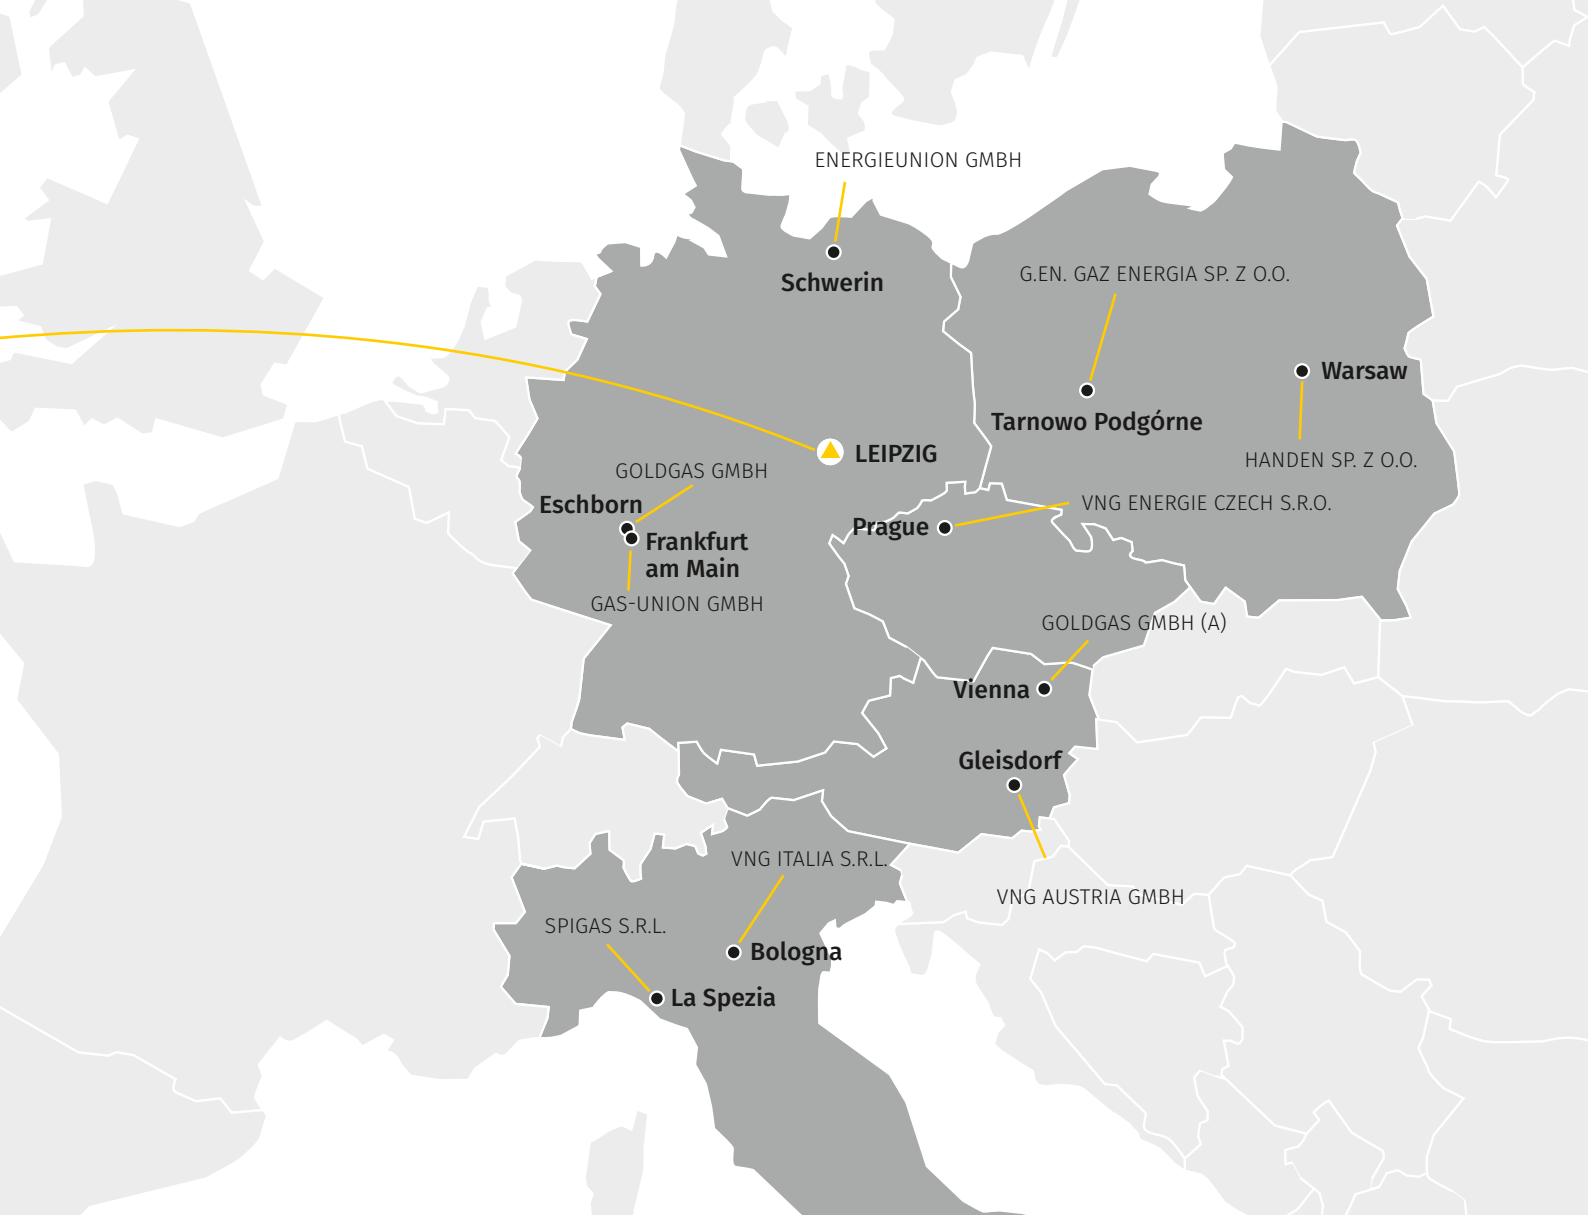 ENERGIEUNION GMBH
Schwerin
G.EN. GAZ ENERGIA SP. Z O.O.
Warsaw
Tarnowo Podgórne
HANDEN SP. Z O.O.
LEIPZIG
GOLDGAS GMBH
Eschborn
VNG ENERGIE CZECH S.R.O.
Prague
Frankfurt
am Main
GAS-UNION GMBH
GOLDGAS GMBH (A)
Vienna
Gleisdorf
VNG ITALIA S.R.L.
VNG AUSTRIA GMBH
SPIGAS S.R.L.
Bologna
La Spezia